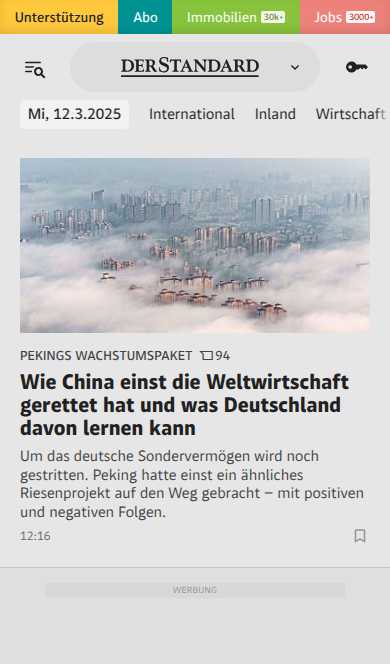 Unterstützung Abo Immobilien 30k+ Jobs 3000+
DERSTANDARD
Mi, 12.3.2025 International Inland Wirtschaft
PEKINGS WACHSTUMSPAKET 94
Wie China einst die Weltwirtschaft
gerettet hat und was Deutschland
davon lernen kann
Um das deutsche Sondervermögen wird noch
gestritten. Peking hatte einst ein ähnliches
Riesenprojekt auf den Weg gebracht – mit positiven
und negativen Folgen.
12:16
WERBUNG